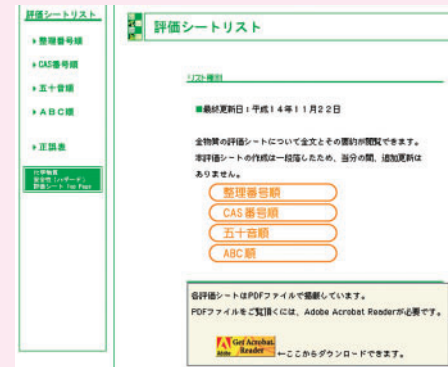 評価シートリスト
▶整理番号順
▶CAS番号順
▶五十音順
▶ABC順
▶正誤表
化学物質
安全性(ハザード)
評価シート Top Page
評価シートリスト
リスト種別
■最終更新日：平成14年11月22日
全物質の評価シートについて全文とその要約が閲覧できます。
本評価シートの作成は一段落したため、当分の間、追加更新は
ありません。
整理番号順
CAS番号順
五十音順
ABC順
各評価シートはPDFファイルで掲載しています。
PDFファイルをご覧頂くには、Adobe Acrobat Readerが必要です。
Get Acrobat
Reader
Adobe
←ここからダウンロードできます。